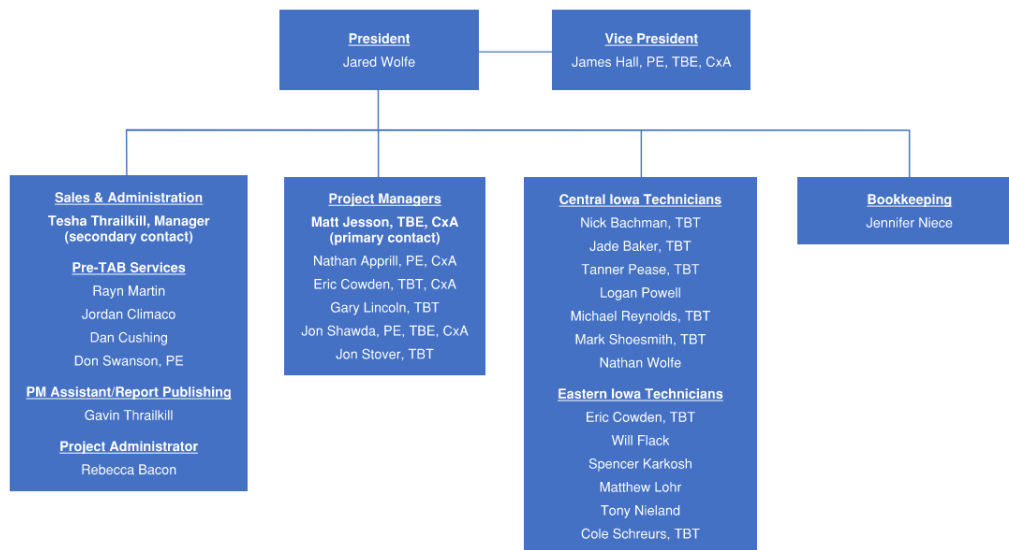 President
Jared Wolfe
Vice President
James Hall, PE, TBE, CxA
Sales & Administration
Tesha Thrailkill, Manager
(secondary contact)
Pre-TAB Services
Rayn Martin
Jordan Climaco
Dan Cushing
Don Swanson, PE
PM Assistant/Report Publishing
Gavin Thrailkill
Project Administrator
Rebecca Bacon
Project Managers
Matt Jesson, TBE, CxA
(primary contact)
Nathan Apprill, PE, CxA
Eric Cowden, TBT, CxA
Gary Lincoln, TBT
Jon Shawda, PE, TBE, CxA
Jon Stover, TBT
Central Iowa Technicians
Nick Bachman, TBT
Jade Baker, TBT
Tanner Pease, TBT
Logan Powell
Michael Reynolds, TBT
Mark Shoesmith, TBT
Nathan Wolfe
Eastern Iowa Technicians
Eric Cowden, TBT
Will Flack
Spencer Karkosh
Matthew Lohr
Tony Nieland
Cole Schreurs, TBT
Bookkeeping
Jennifer Niece